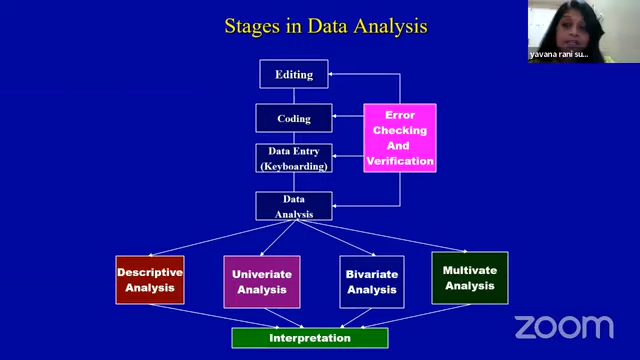 Stages in Data Analysis
yavana rani su...
Editing
Coding
Error
Checking
And
Verification
Data Entry
(Keyboarding)
Data
Analysis
Descriptive
Analysis
Univeriate
Analysis
Bivariate
Analysis
Multivate
Analysis
Interpretation
zoom